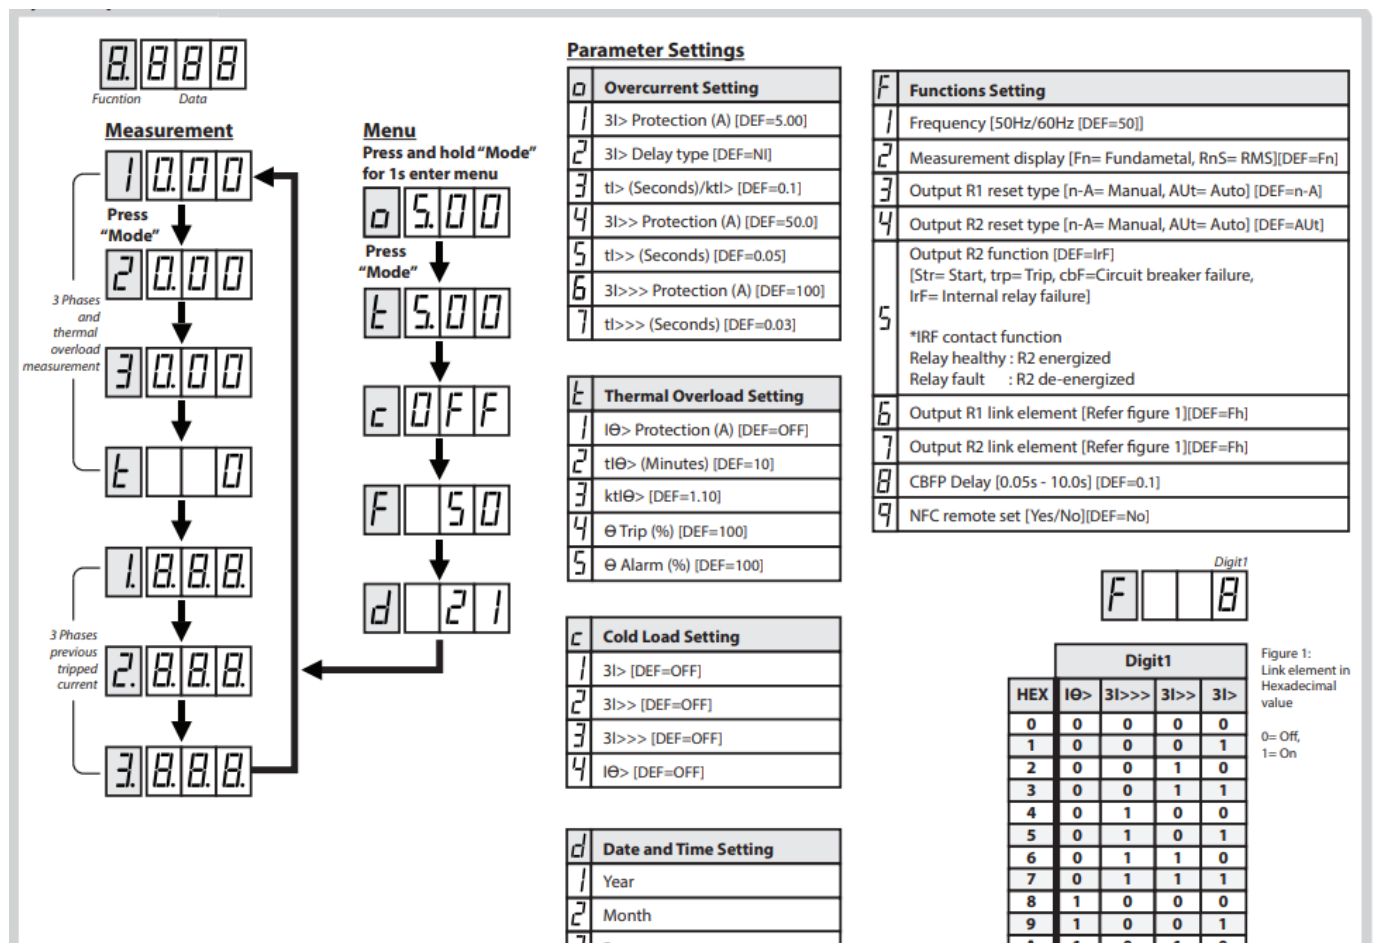 8.888
Fucntion Data
Measurement
1 0.00
Press
"Mode"
2 0.00
3 0.00
t 0
3 Phases
and
thermal
overload
measurement
1. 8.8.8.
2. 8.8.8.
3. 8.8.8.
3 Phases
previous
tripped
current
Menu
Press and hold "Mode"
for 1s enter menu
o 5.00
Press
"Mode"
t 5.00
c OFF
F 50
d 21
Parameter Settings
o Overcurrent Setting
1 3I> Protection (A) [DEF=5.00]
2 3I> Delay type [DEF=NI]
3 tI> (Seconds)/ktI> [DEF=0.1]
4 3I>> Protection (A) [DEF=50.0]
5 tI>> (Seconds) [DEF=0.05]
6 3I>>> Protection (A) [DEF=100]
7 tI>>> (Seconds) [DEF=0.03]
t Thermal Overload Setting
1 IƟ> Protection (A) [DEF=OFF]
2 tIƟ> (Minutes) [DEF=10]
3 ktIƟ> [DEF=1.10]
4 Ɵ Trip (%) [DEF=100]
5 Ɵ Alarm (%) [DEF=100]
c Cold Load Setting
1 3I> [DEF=OFF]
2 3I>> [DEF=OFF]
3 3I>>> [DEF=OFF]
4 IƟ> [DEF=OFF]
d Date and Time Setting
1 Year
2 Month
F Functions Setting
1 Frequency [50Hz/60Hz [DEF=50]]
2 Measurement display [Fn= Fundametal, RnS= RMS][DEF=Fn]
3 Output R1 reset type [n-A= Manual, AUt= Auto] [DEF=n-A]
4 Output R2 reset type [n-A= Manual, AUt= Auto] [DEF=AUt]
5 Output R2 function [DEF=IrF]
[Str= Start, trp= Trip, cbF=Circuit breaker failure,
IrF= Internal relay failure]
*IRF contact function
Relay healthy : R2 energized
Relay fault : R2 de-energized
6 Output R1 link element [Refer figure 1][DEF=Fh]
7 Output R2 link element [Refer figure 1][DEF=Fh]
8 CBFP Delay [0.05s - 10.0s] [DEF=0.1]
9 NFC remote set [Yes/No][DEF=No]
Digit1
F 8
Digit1
HEX IƟ> 3I>>> 3I>> 3I>
0 0 0 0 0
1 0 0 0 1
2 0 0 1 0
3 0 0 1 1
4 0 1 0 0
5 0 1 0 1
6 0 1 1 0
7 0 1 1 1
8 1 0 0 0
9 1 0 0 1
Figure 1:
Link element in
Hexadecimal
value
0= Off,
1= On